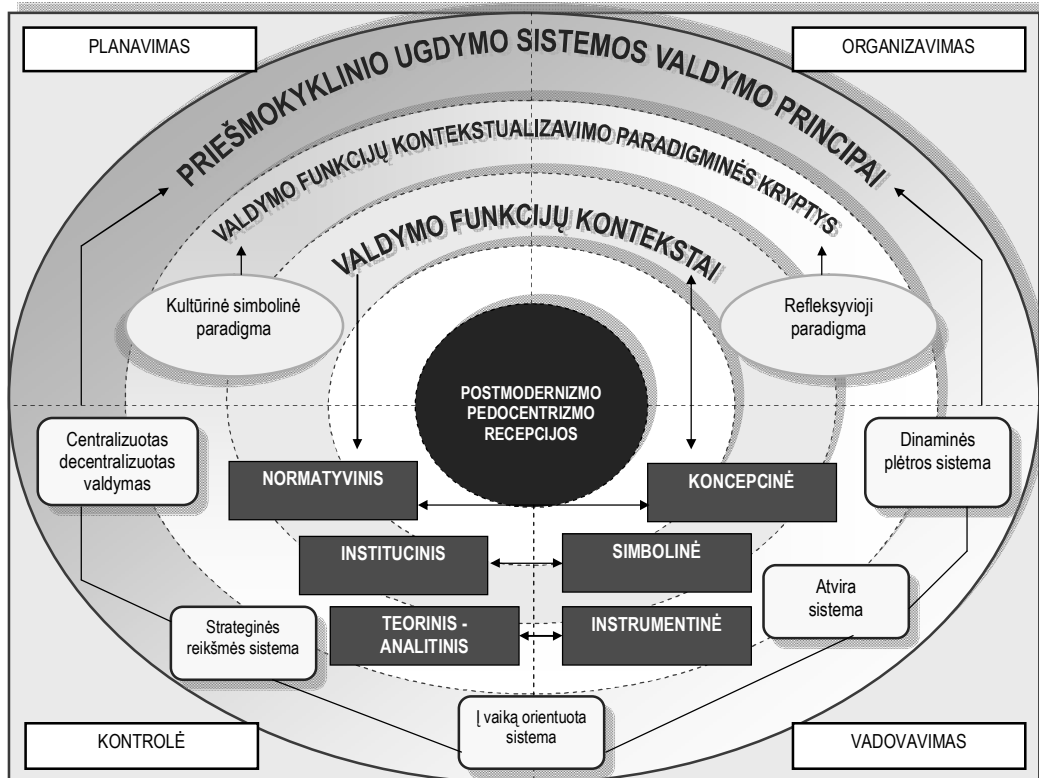 PLANAVIMAS
ORGANIZAVIMAS
PRIEŠMOKYKLINIO UGDYMO SISTEMOS VALDYMO PRINCIPAI
VALDYMO FUNKCIJŲ KONTEKSTUALIZAVIMO PARADIGMINĖS KRYPTYS
VALDYMO FUNKCIJŲ KONTEKSTAI
Kultūrinė simbolinė
paradigma
Refleksyvioji
paradigma
POSTMODERNIZMO
PEDOCENTRIZMO
RECEPCIJOS
Centralizuotas
decentralizuotas
valdymas
Dinaminės
plėtros sistema
NORMATYVINIS
KONCEPCINĖ
INSTITUCINIS
SIMBOLINĖ
TEORINIS -
ANALITINIS
INSTRUMENTINĖ
Strateginės
reikšmės sistema
Atvira
sistema
Į vaiką orientuota
sistema
KONTROLĖ
VADOVAVIMAS